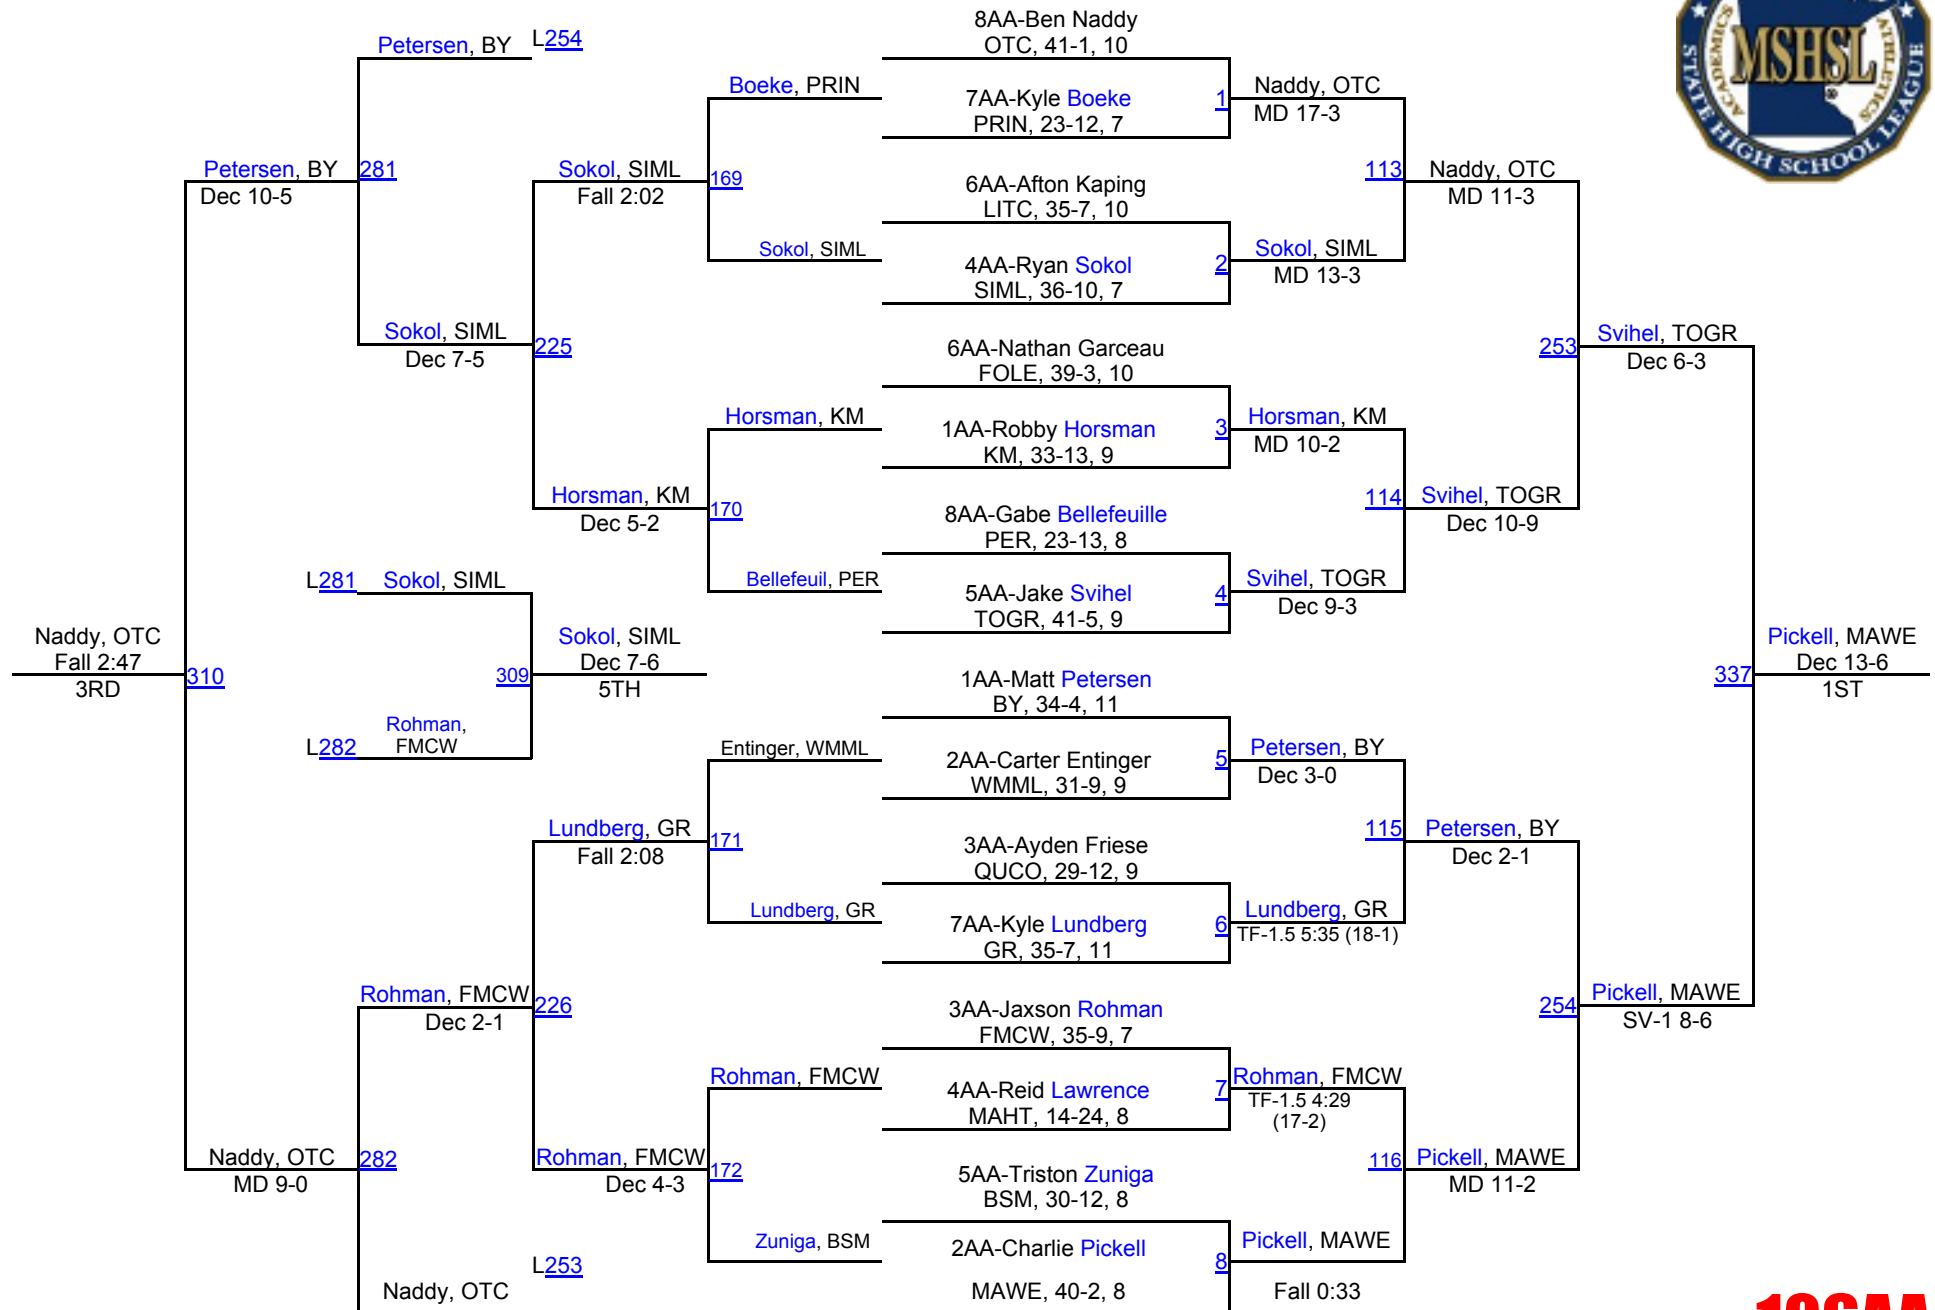 8AA-Ben Naddy
OTC, 41-1, 10
Petersen, BY L254
Boeke, PRIN
7AA-Kyle Boeke
PRIN, 23-12, 7
1
Naddy, OTC
MD 17-3
MSHSL
ACADEMICS
ATHLETICS
STATE HIGH SCHOOL LEAGUE
Petersen, BY
Dec 10-5
281
Sokol, SIML
Fall 2:02
169
6AA-Afton Kaping
LITC, 35-7, 10
113
Naddy, OTC
MD 11-3
Sokol, SIML
4AA-Ryan Sokol
SIML, 36-10, 7
2
Sokol, SIML
MD 13-3
Sokol, SIML
Dec 7-5
225
6AA-Nathan Garceau
FOLE, 39-3, 10
253
Svihel, TOGR
Dec 6-3
Horsman, KM
1AA-Robby Horsman
KM, 33-13, 9
3
Horsman, KM
MD 10-2
Horsman, KM
Dec 5-2
170
8AA-Gabe Bellefeuille
PER, 23-13, 8
114
Svihel, TOGR
Dec 10-9
L281 Sokol, SIML
Bellefeuil, PER
5AA-Jake Svihel
TOGR, 41-5, 9
4
Svihel, TOGR
Dec 9-3
Naddy, OTC
Fall 2:47
3RD
310
309
Sokol, SIML
Dec 7-6
5TH
1AA-Matt Petersen
BY, 34-4, 11
337
Pickell, MAWE
Dec 13-6
1ST
L282
Rohman,
FMCW
Entinger, WMML
2AA-Carter Entinger
WMML, 31-9, 9
5
Petersen, BY
Dec 3-0
Lundberg, GR
Fall 2:08
171
3AA-Ayden Friese
QUCO, 29-12, 9
115
Petersen, BY
Dec 2-1
Lundberg, GR
7AA-Kyle Lundberg
GR, 35-7, 11
6
Lundberg, GR
TF-1.5 5:35 (18-1)
Rohman, FMCW
Dec 2-1
226
3AA-Jaxson Rohman
FMCW, 35-9, 7
254
Pickell, MAWE
SV-1 8-6
Rohman, FMCW
4AA-Reid Lawrence
MAHT, 14-24, 8
7
Rohman, FMCW
TF-1.5 4:29
(17-2)
Naddy, OTC
MD 9-0
282
Rohman, FMCW
Dec 4-3
172
5AA-Triston Zuniga
BSM, 30-12, 8
116
Pickell, MAWE
MD 11-2
Zuniga, BSM
2AA-Charlie Pickell
MAWE, 40-2, 8
8
Pickell, MAWE
Fall 0:33
L253
Naddy, OTC